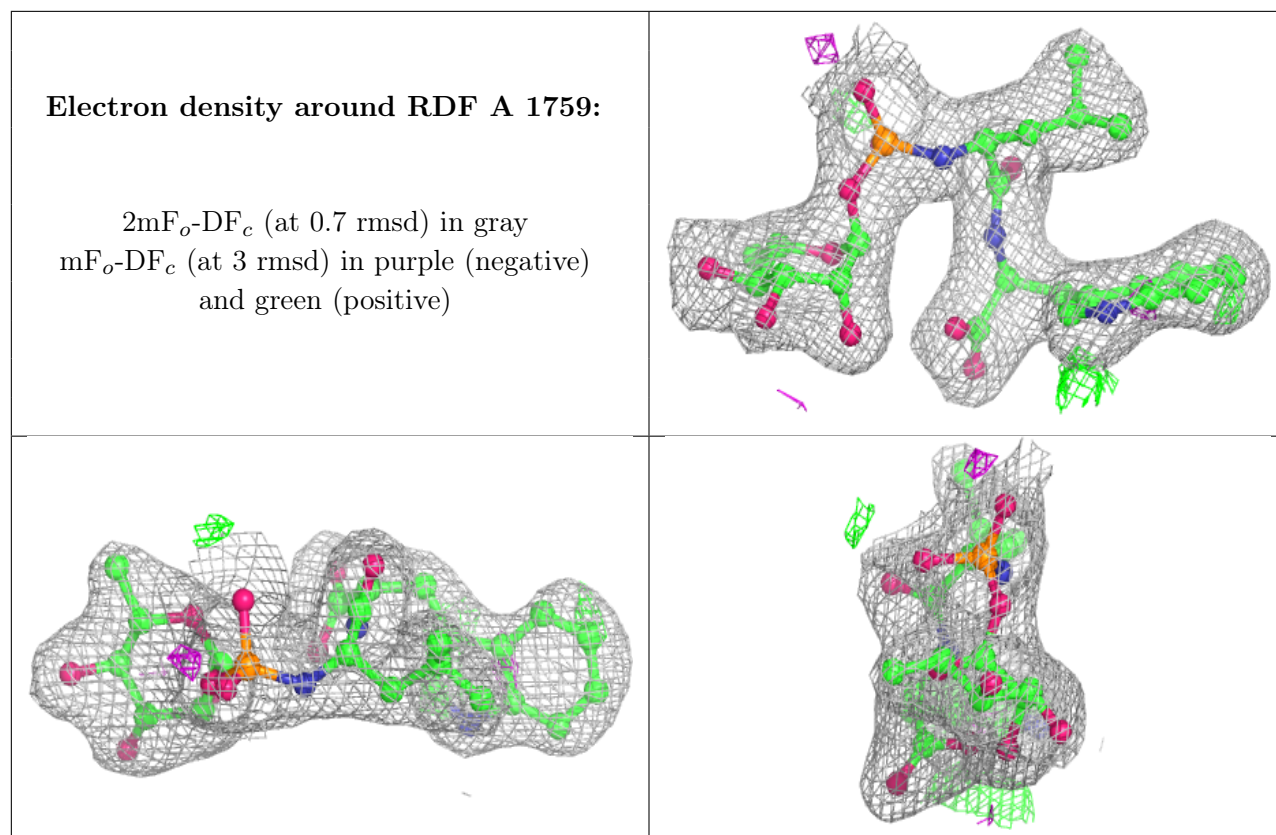 Electron density around RDF A 1759:
2mFo-DFc (at 0.7 rmsd) in gray
mFo-DFc (at 3 rmsd) in purple (negative)
and green (positive)